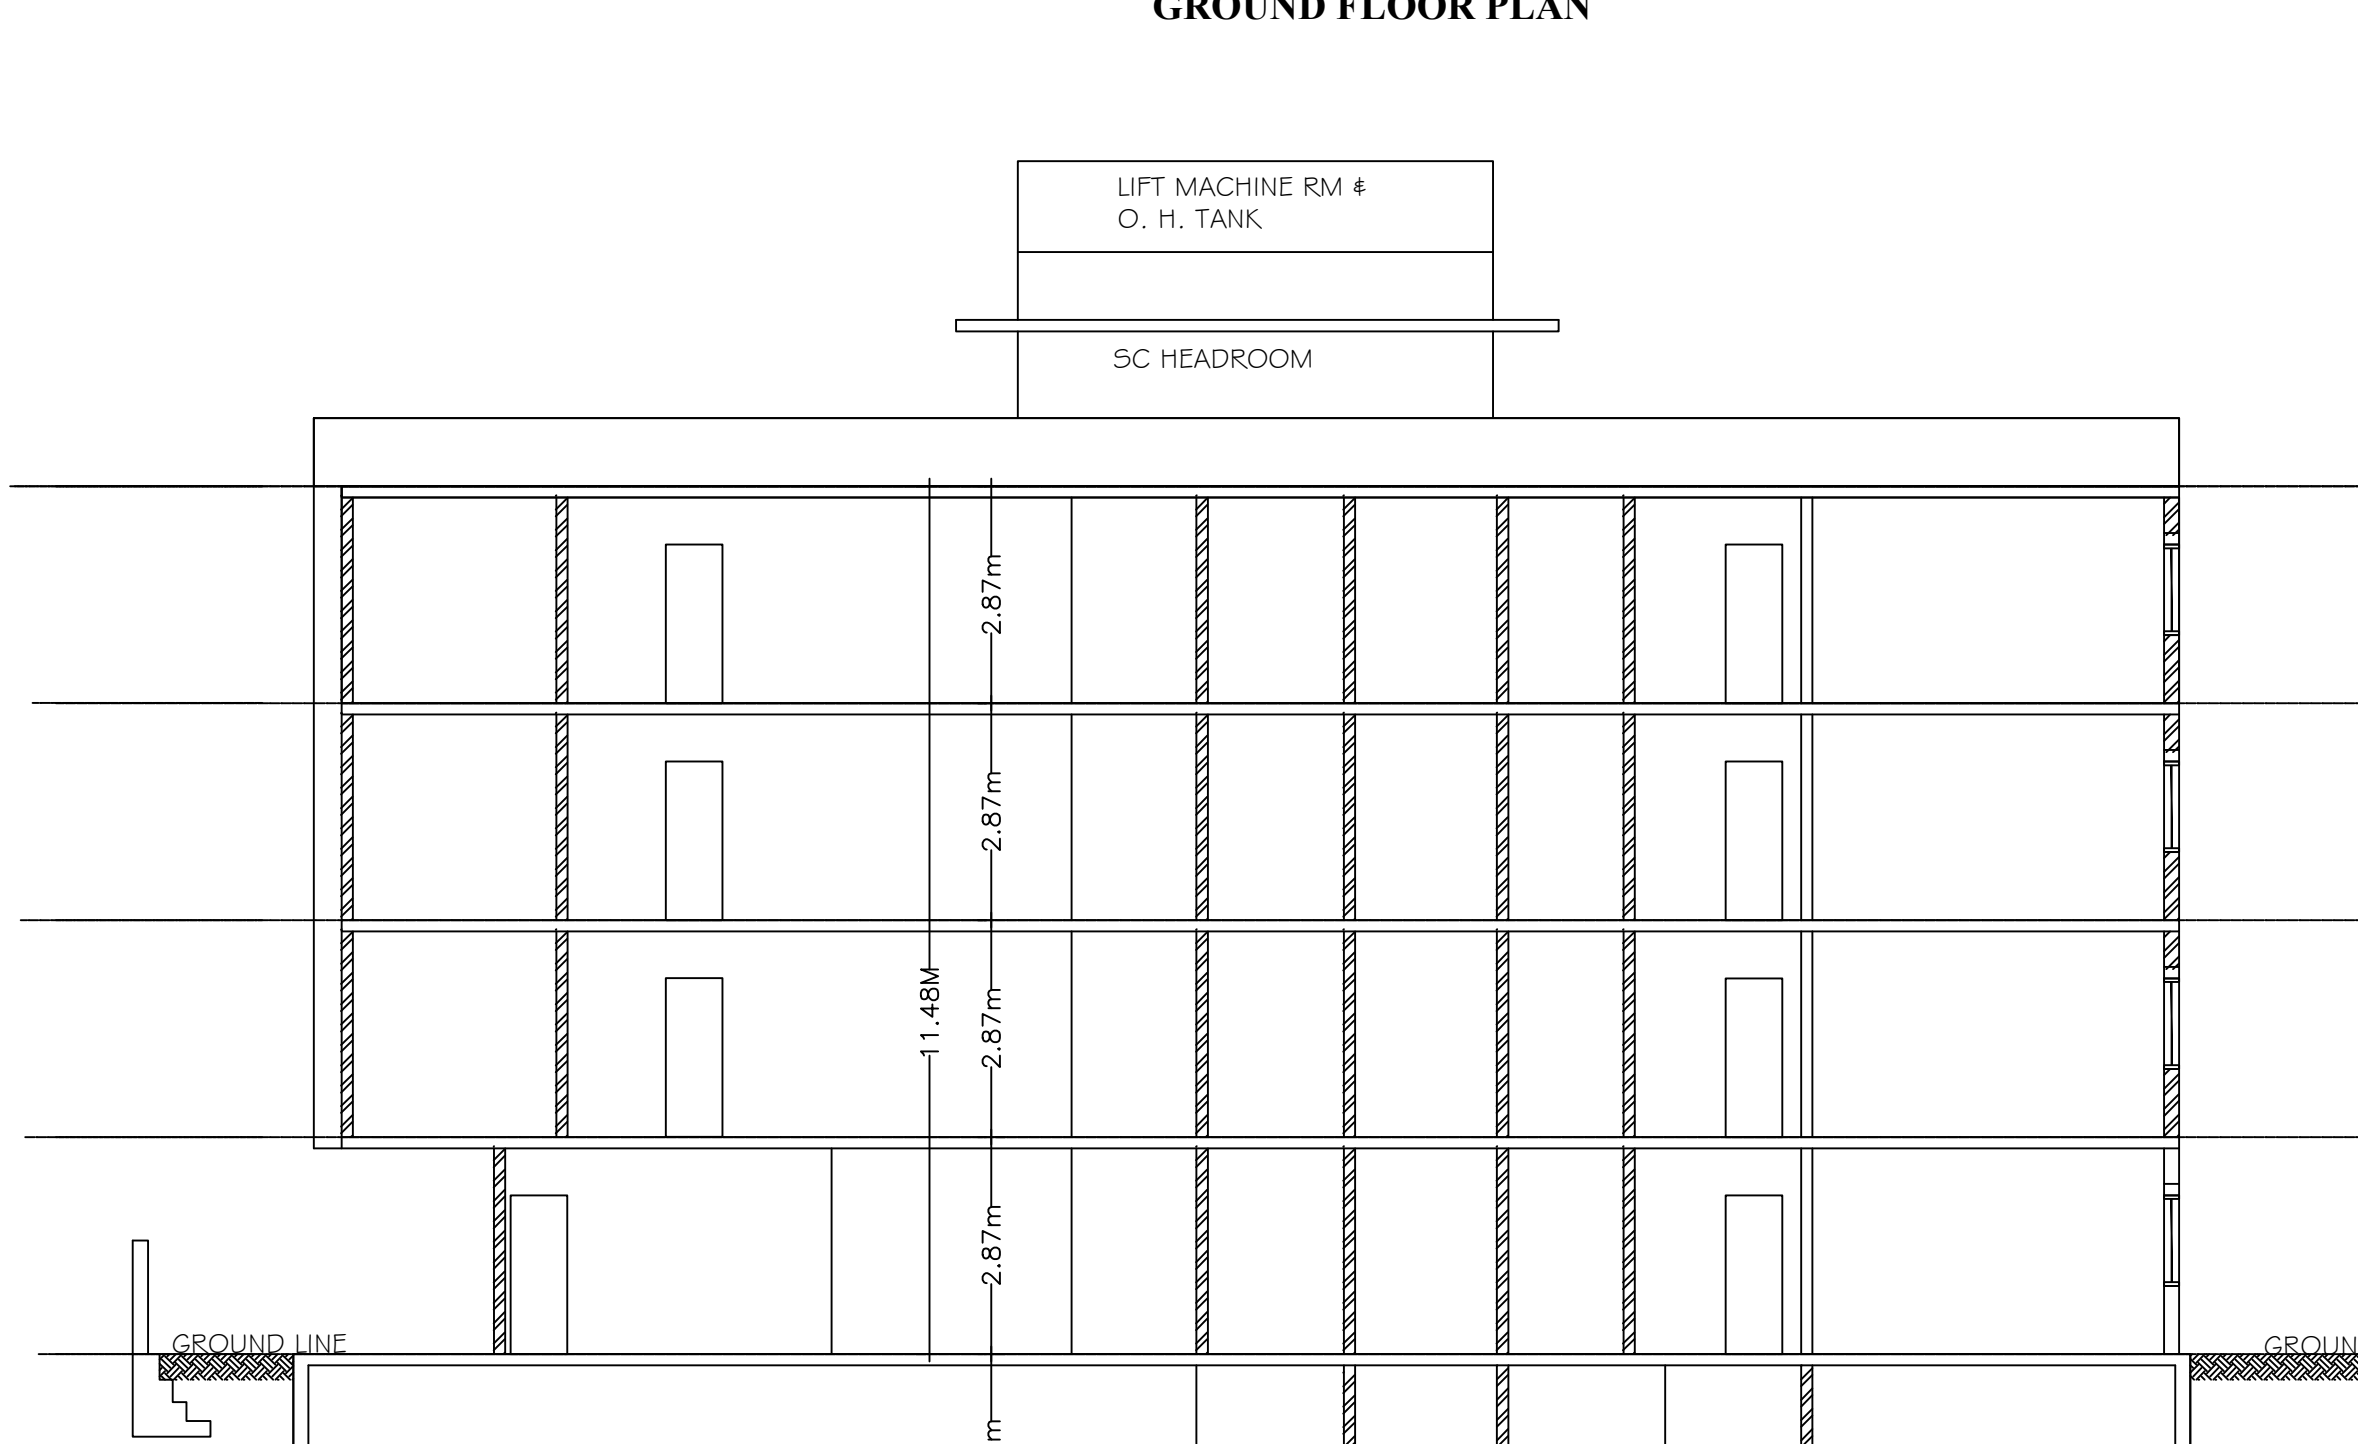 GROUND FLOOR PLAN
LIFT MACHINE RM &
O. H. TANK
SC HEADROOM
2.87m
2.87m
11.48M
2.87m
2.87m
GROUND LINE
GROUN
m